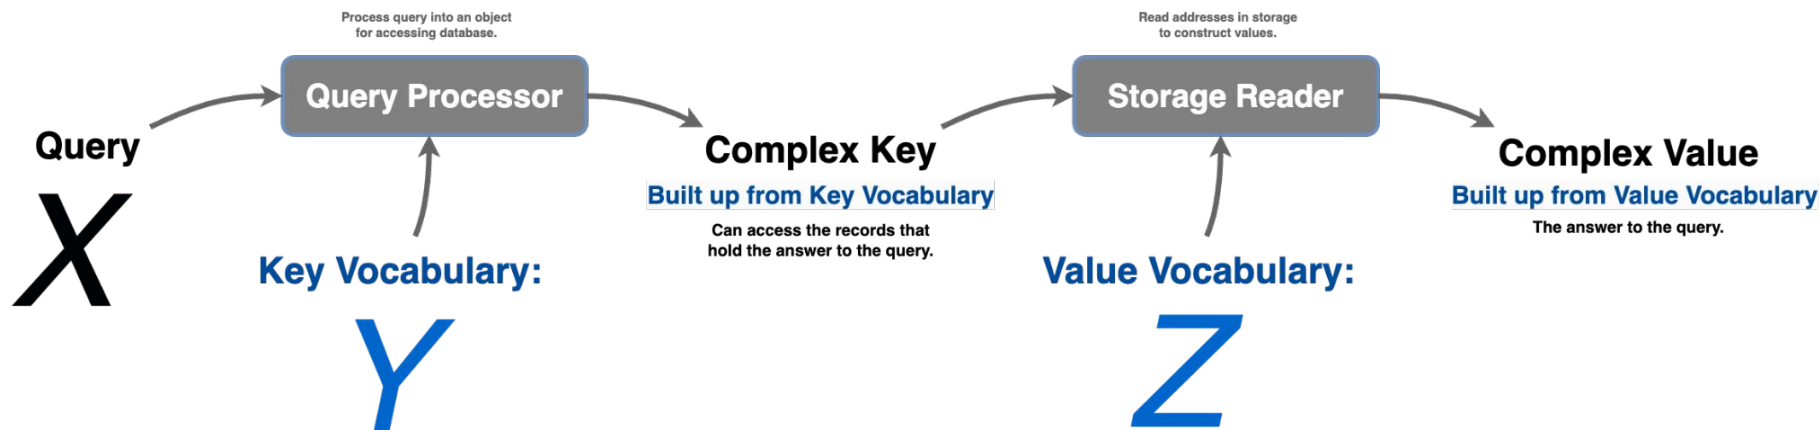 Process query into an object
for accessing database.
Query Processor
Query
X
Key Vocabulary:
Y
Complex Key
Built up from Key Vocabulary
Can access the records that
hold the answer to the query.
Read addresses in storage
to construct values.
Storage Reader
Value Vocabulary:
Z
Complex Value
Built up from Value Vocabulary
The answer to the query.